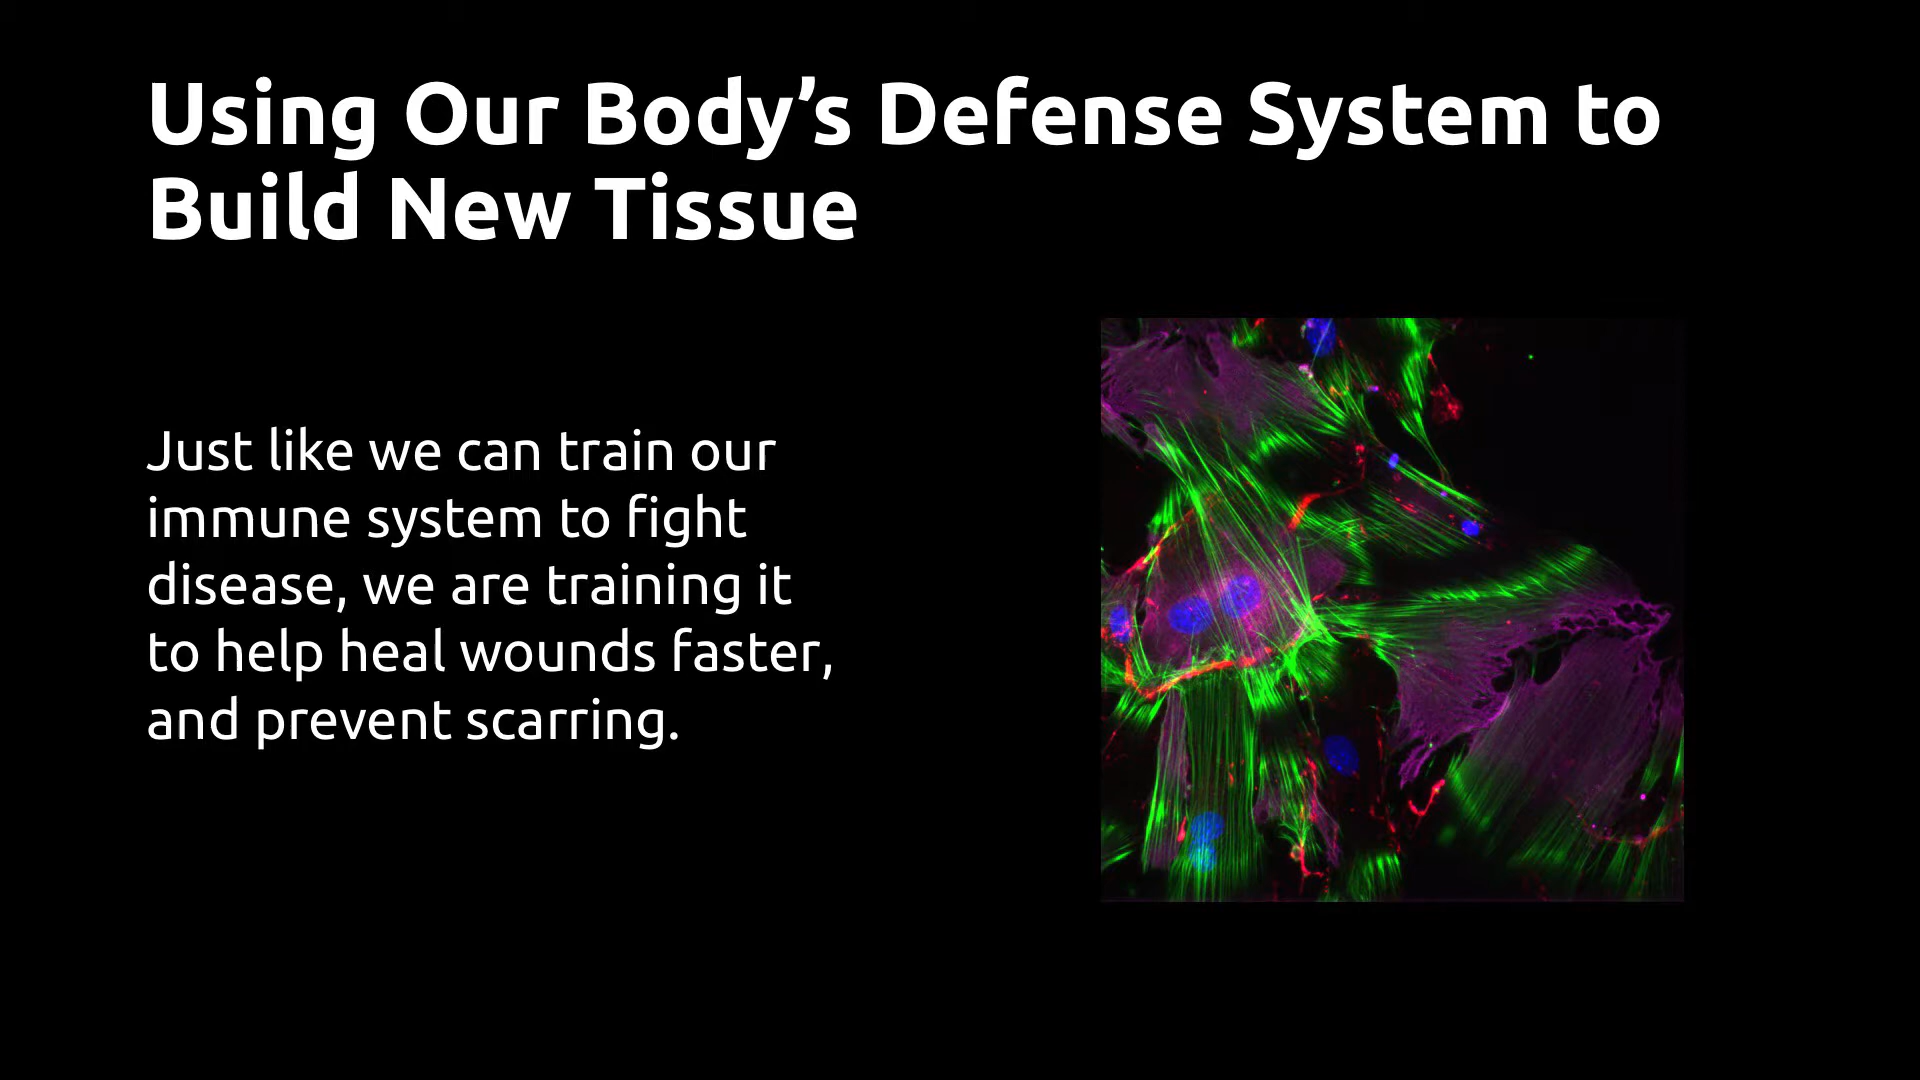 Using Our Body’s Defense System to
Build New Tissue
Just like we can train our
immune system to fight
disease, we are training it
to help heal wounds faster,
and prevent scarring.